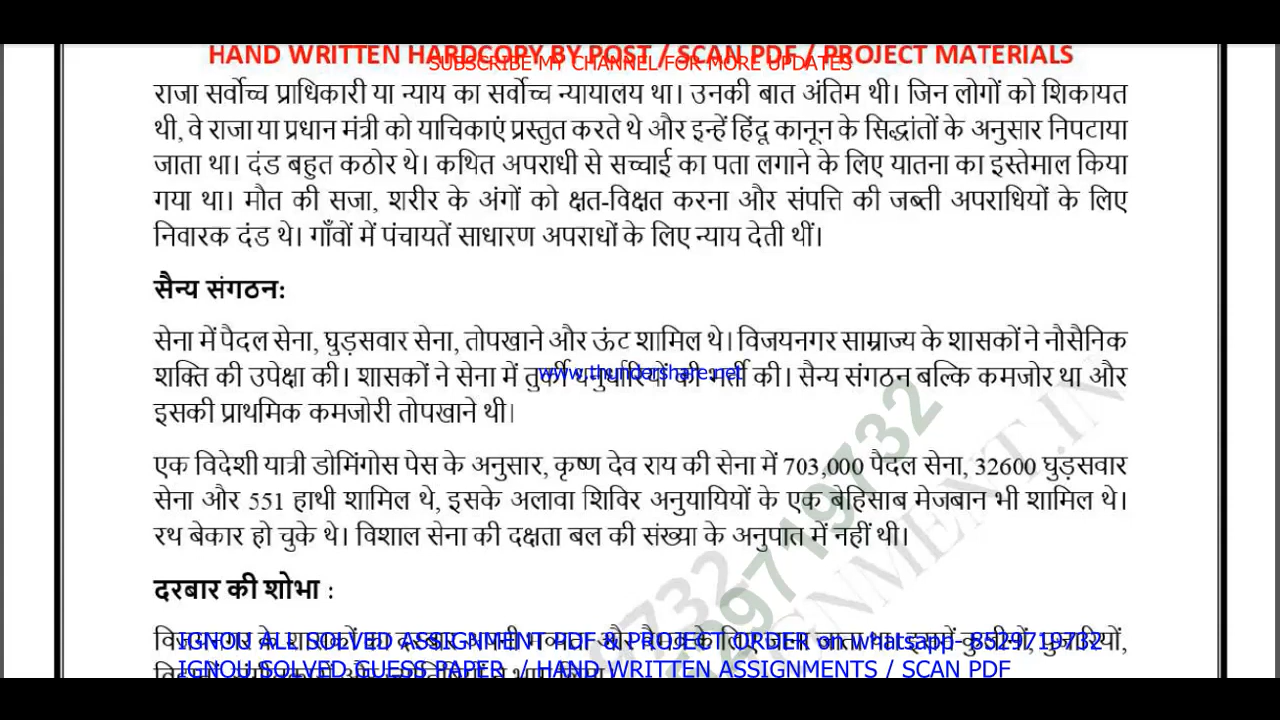 HAND WRITTEN HARDCOPY BY POST / SCAN PDF / PROJECT MATERIALS
SUBSCRIBE MY CHANNEL FOR MORE UPDATES
राजा सर्वोच्च प्राधिकारी या न्याय का सर्वोच्च न्यायालय था। उनकी बात अंतिम थी। जिन लोगों को शिकायत
थी, वे राजा या प्रधान मंत्री को याचिकाएं प्रस्तुत करते थे और इन्हें हिंदू कानून के सिद्धांतों के अनुसार निपटाया
जाता था। दंड बहुत कठोर थे। कथित अपराधी से सच्चाई का पता लगाने के लिए यातना का इस्तेमाल किया
गया था। मौत की सजा, शरीर के अंगों को क्षत-विक्षत करना और संपत्ति की जब्ती अपराधियों के लिए
निवारक दंड थे। गाँवों में पंचायतें साधारण अपराधों के लिए न्याय देती थीं।
सैन्य संगठन:
सेना में पैदल सेना, घुड़सवार सेना, तोपखाने और ऊंट शामिल थे। विजयनगर साम्राज्य के शासकों ने नौसैनिक
शक्ति की उपेक्षा की। शासकों ने सेना में तुर्की धनुर्धारियों की भर्ती की। सैन्य संगठन बल्कि कमजोर था और
www.thundershare.net
इसकी प्राथमिक कमजोरी तोपखाने थी।
एक विदेशी यात्री डोमिंगोस पेस के अनुसार, कृष्ण देव राय की सेना में 703,000 पैदल सेना, 32600 घुड़सवार
सेना और 551 हाथी शामिल थे, इसके अलावा शिविर अनुयायियों के एक बेहिसाब मेजबान भी शामिल थे।
रथ बेकार हो चुके थे। विशाल सेना की दक्षता बल की संख्या के अनुपात में नहीं थी।
दरबार की शोभा :
IGNOU ALL SOLVED ASSIGNMENT PDF & PROJECT ORDER on whatsapp- 8529719732
IGNOU SOLVED GUESS PAPER / HAND WRITTEN ASSIGNMENTS / SCAN PDF